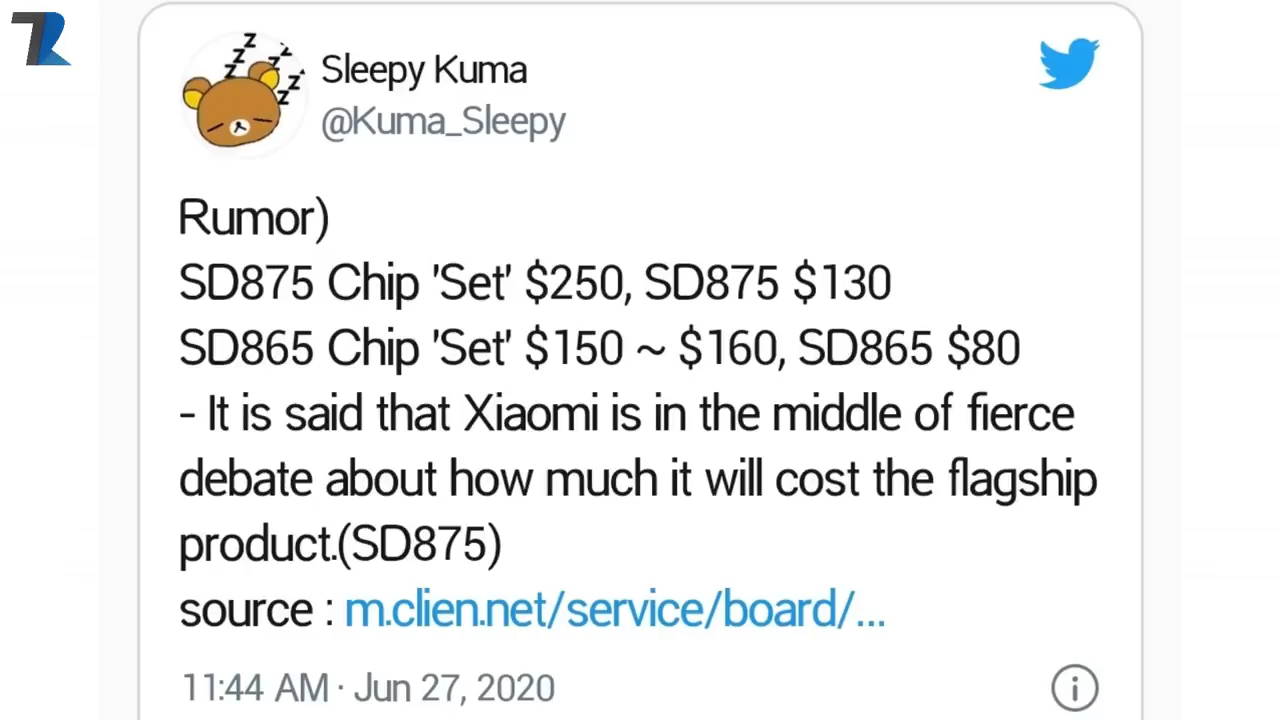 Sleepy Kuma
@Kuma_Sleepy
Rumor)
SD875 Chip 'Set' $250, SD875 $130
SD865 Chip 'Set' $150 ~ $160, SD865 $80
- It is said that Xiaomi is in the middle of fierce
debate about how much it will cost the flagship
product.(SD875)
source : m.clien.net/service/board/...
11:44 AM · Jun 27, 2020